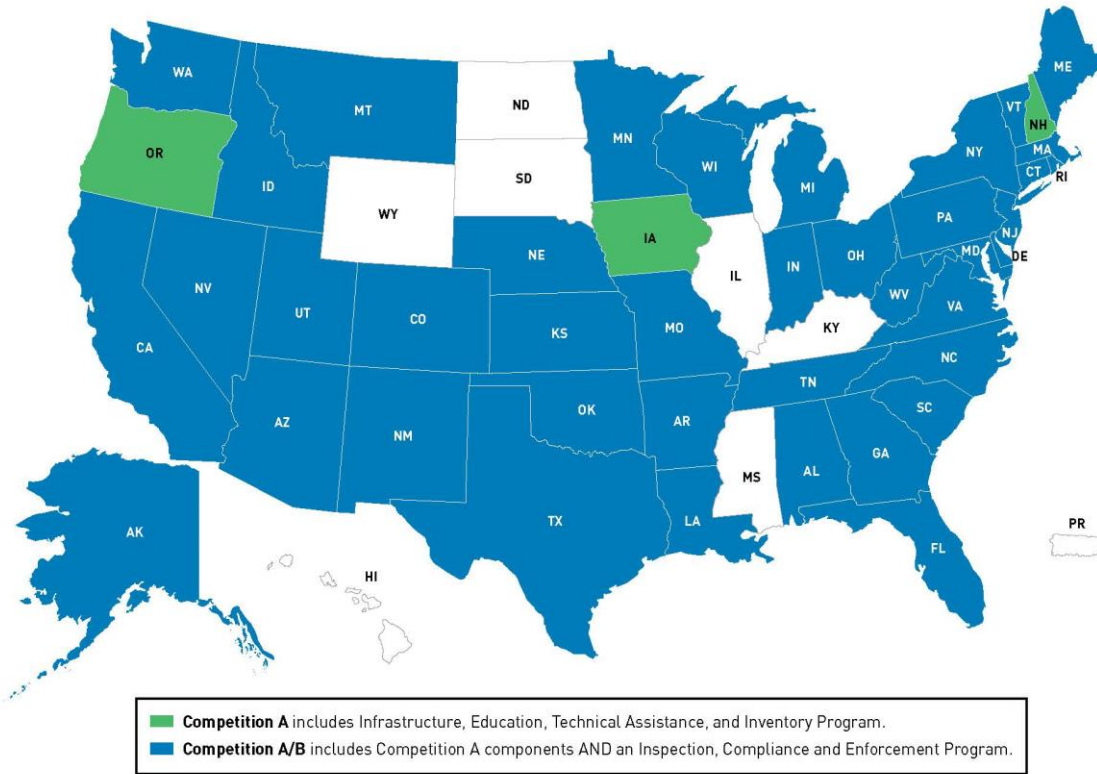 WA
MT
ND
MN
ME
VT
NH
OR
ID
WY
SD
WI
MI
NY
MA
CT
RI
NV
UT
CO
NE
IA
IL
IN
OH
PA
NJ
MD
DE
CA
KS
MO
KY
WV
VA
AZ
NM
OK
AR
TN
NC
SC
TX
LA
MS
AL
GA
FL
AK
HI
PR
Competition A includes Infrastructure, Education, Technical Assistance, and Inventory Program.
Competition A/B includes Competition A components AND an Inspection, Compliance and Enforcement Program.